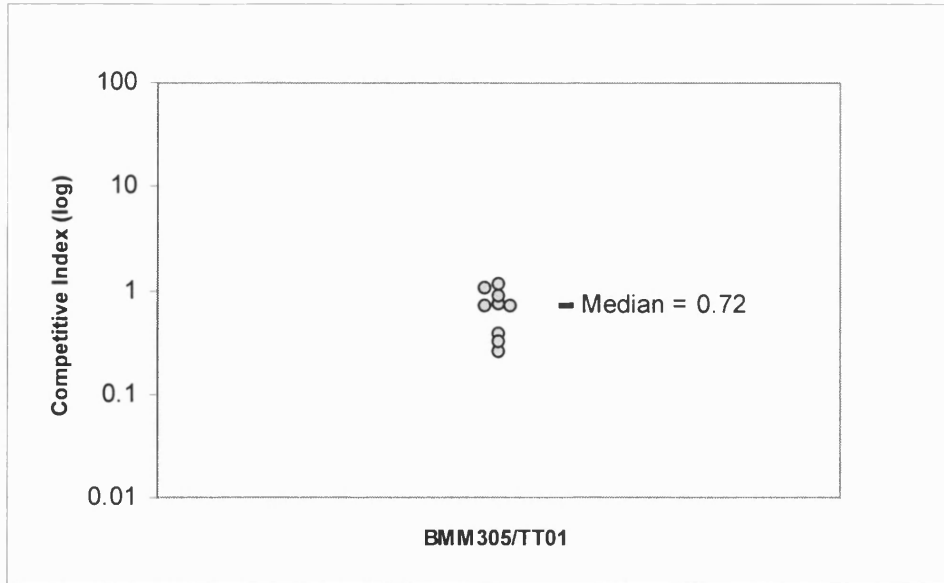 100
10
1
0.1
0.01
Competitive Index (log)
Median = 0.72
BMM305/TT01